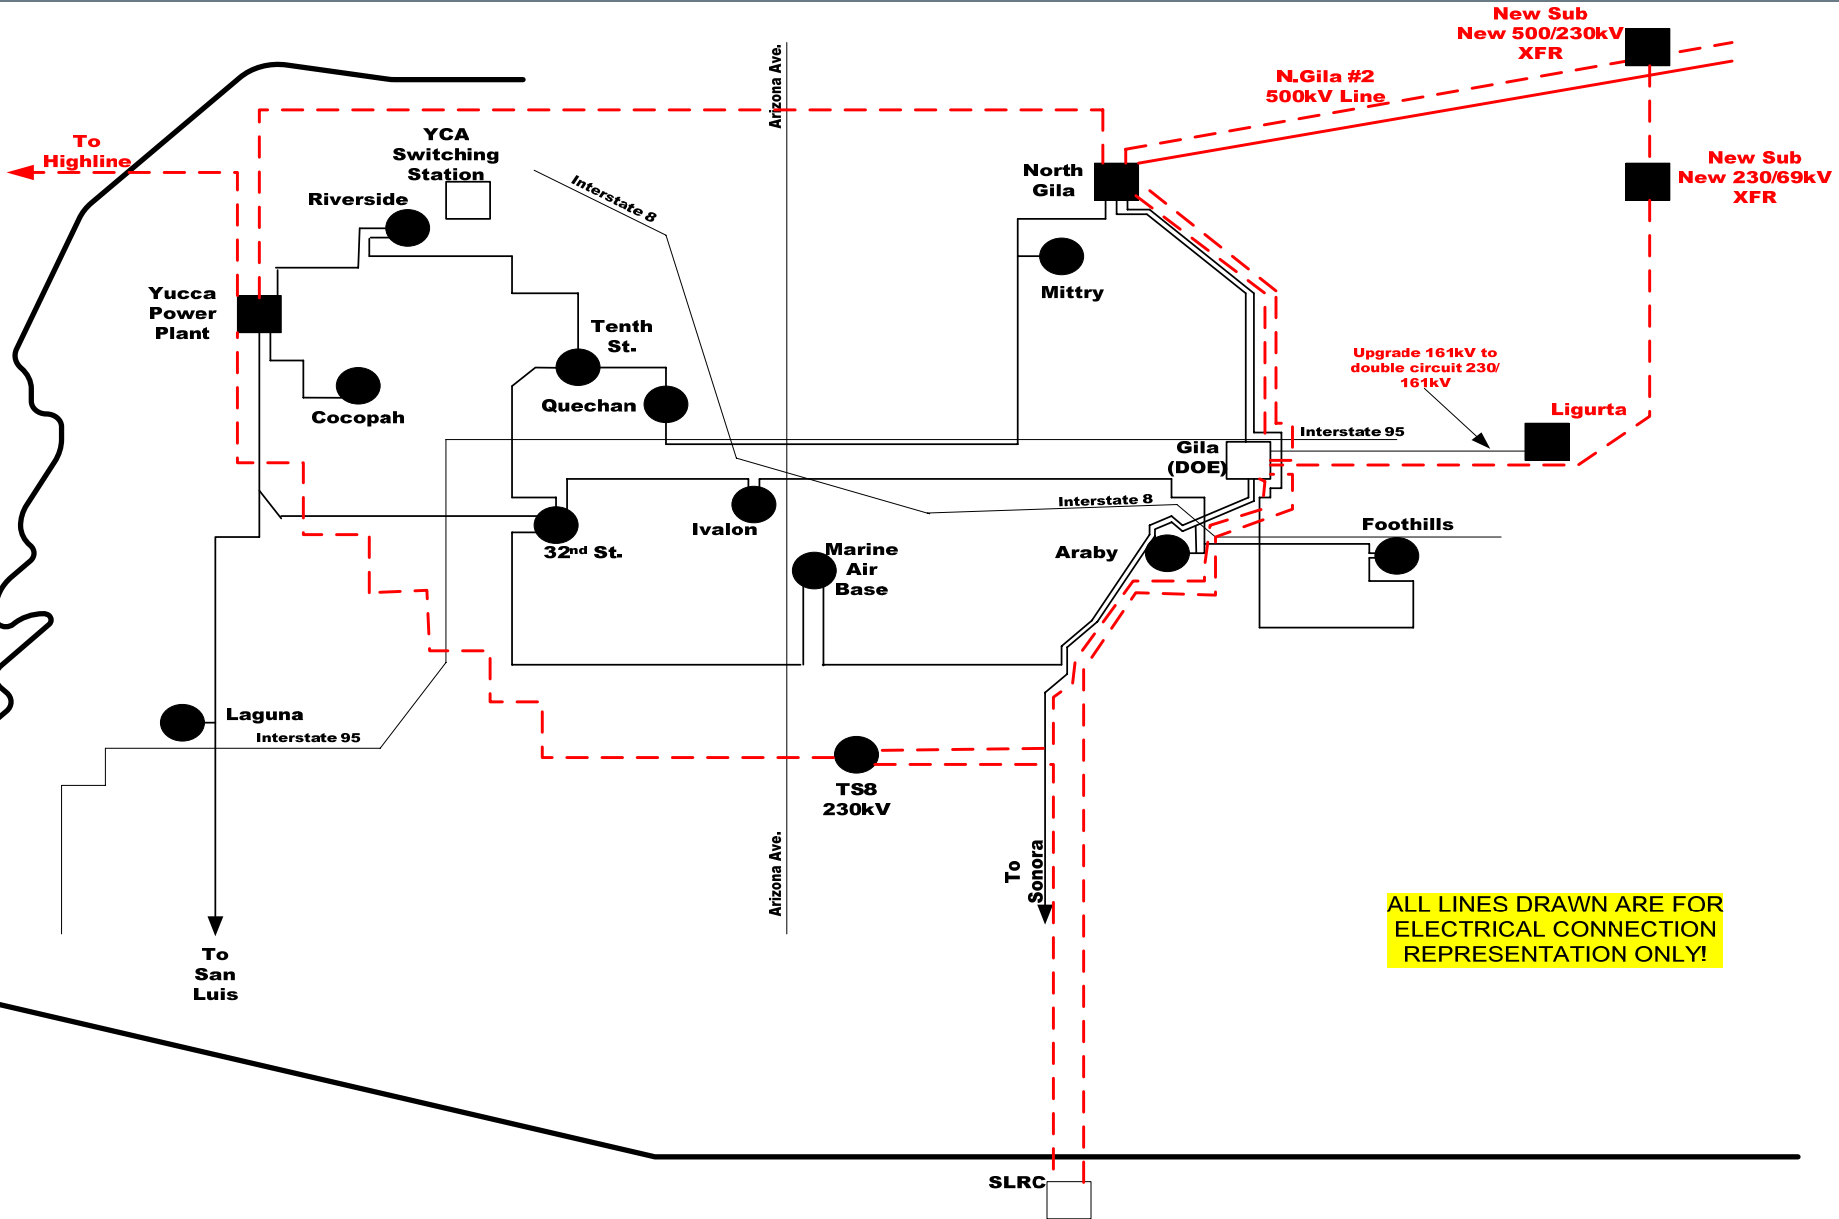 New Sub
New 500/230kV
XFR
N.Gila #2
500kV Line
Arizona Ave.
To
Highline
YCA
Switching
Station
Riverside
Interstate 8
North
Gila
New Sub
New 230/69kV
XFR
Mittry
Yucca
Power
Plant
Tenth
St.
Upgrade 161kV to
double circuit 230/
161kV
Cocopah
Quechan
Ligurta
Interstate 95
Gila
(DOE)
Interstate 8
Ivalon
Foothills
32nd St.
Marine
Air
Base
Araby
Laguna
Interstate 95
TS8
230kV
Arizona Ave.
To
Sonora
ALL LINES DRAWN ARE FOR
ELECTRICAL CONNECTION
REPRESENTATION ONLY!
To
San
Luis
SLRC